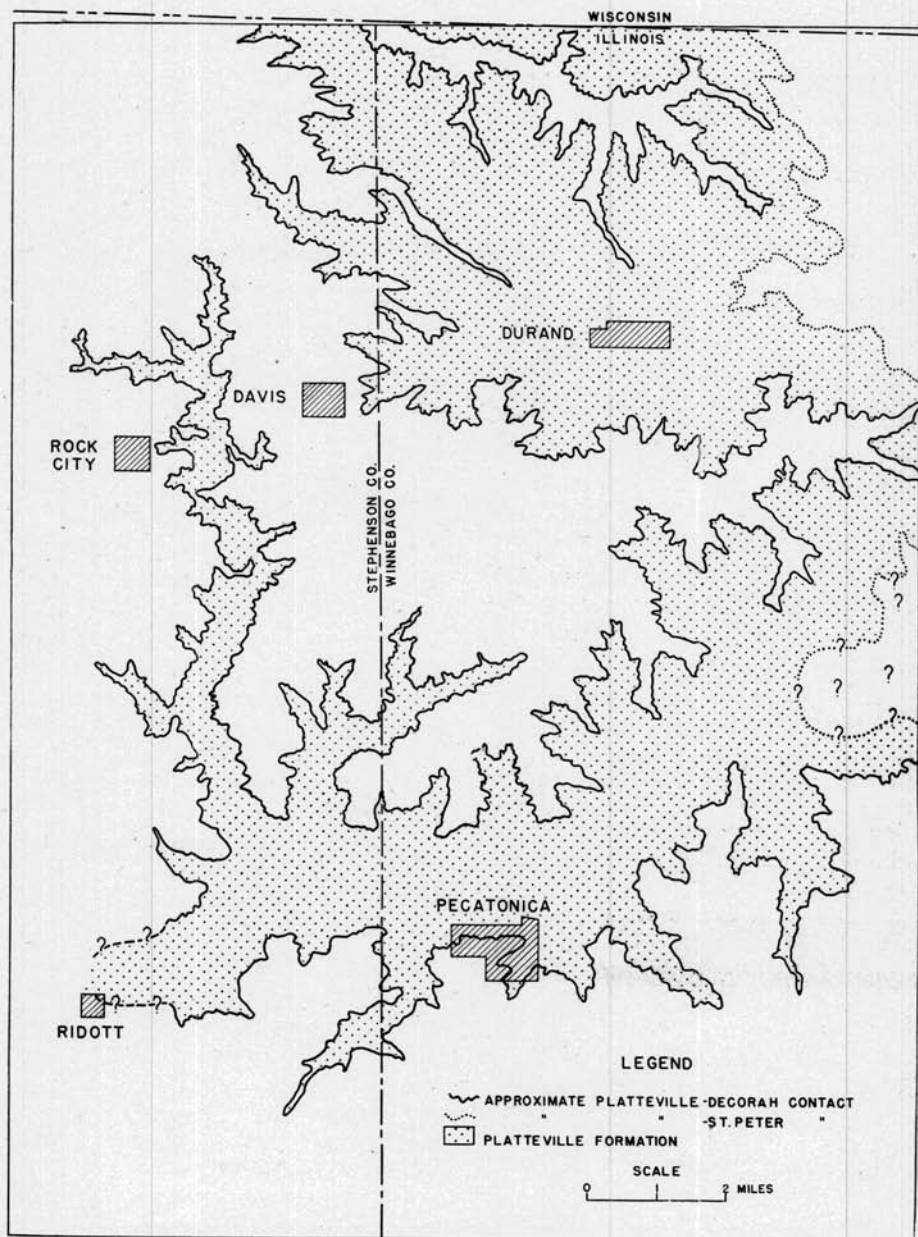 WISCONSIN
ILLINOIS
DURAND
DAVIS
ROCK
CITY
STEPHENSON CO.
WINNEBAGO CO.
?
?
?
?
?
?
?
?
PECATONICA
? ?
? ?
RIDOTT
LEGEND
APPROXIMATE PLATTEVILLE-DECORAH CONTACT
" " -ST. PETER "
PLATTEVILLE FORMATION
SCALE
0 1 2 MILES